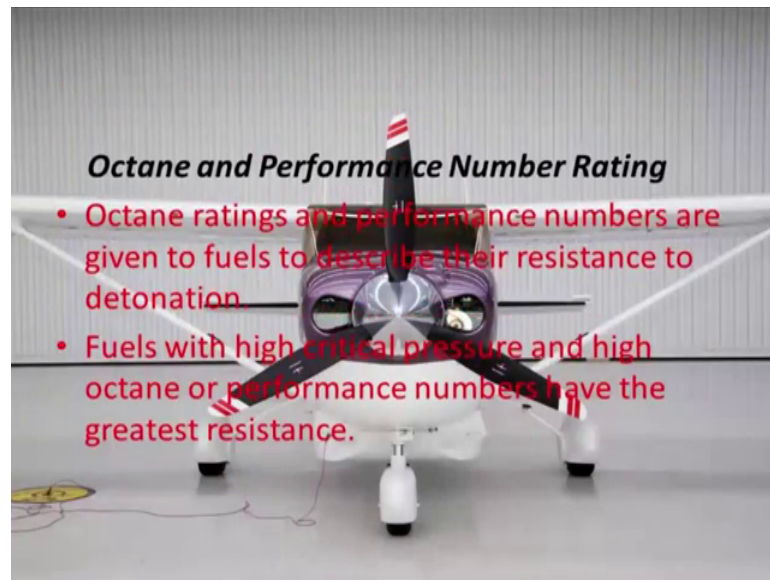 Octane and Performance Number Rating
• Octane ratings and performance numbers are
given to fuels to describe their resistance to
detonation.
• Fuels with high critical pressure and high
octane or performance numbers have the
greatest resistance.